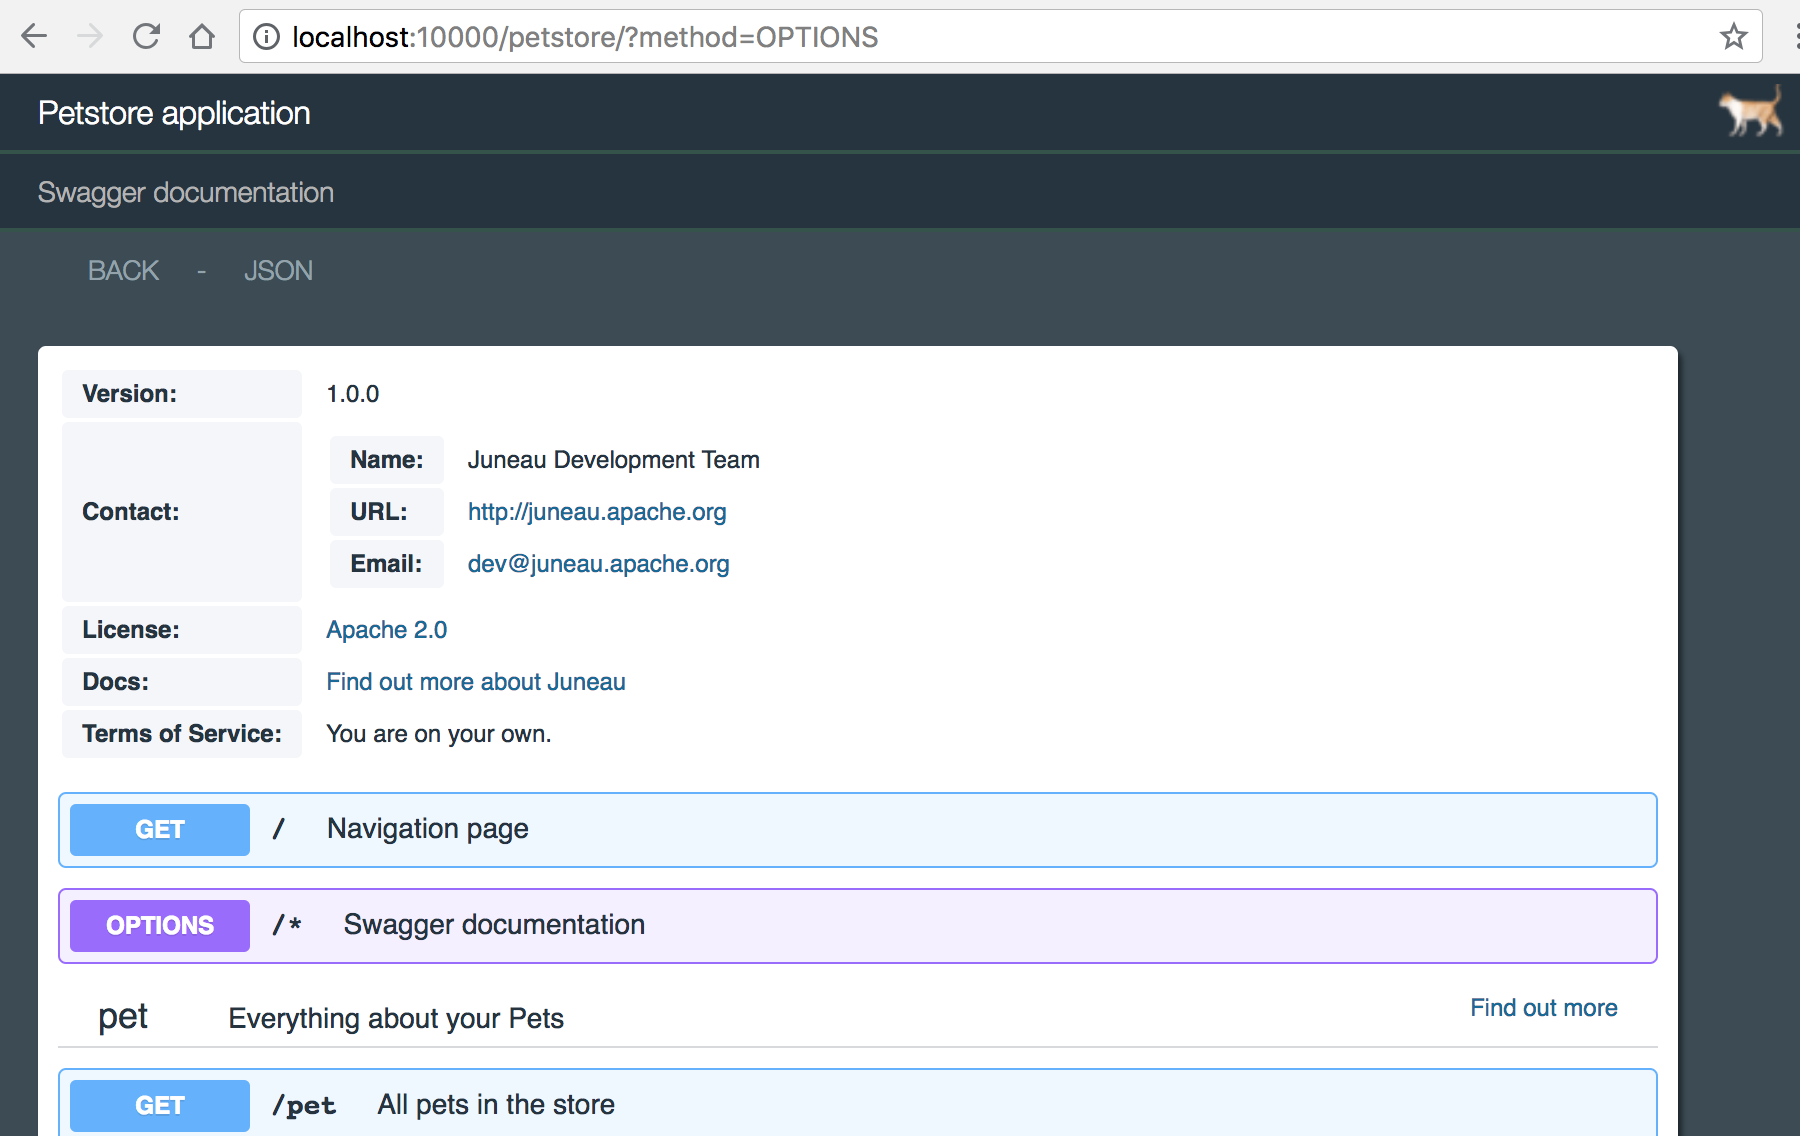 localhost:10000/petstore/?method=OPTIONS
Petstore application
Swagger documentation
BACK - JSON
Version: 1.0.0
Contact:
Name: Juneau Development Team
URL: http://juneau.apache.org
Email: dev@juneau.apache.org
License: Apache 2.0
Docs: Find out more about Juneau
Terms of Service: You are on your own.
GET / Navigation page
OPTIONS /* Swagger documentation
pet Everything about your Pets Find out more
GET /pet All pets in the store